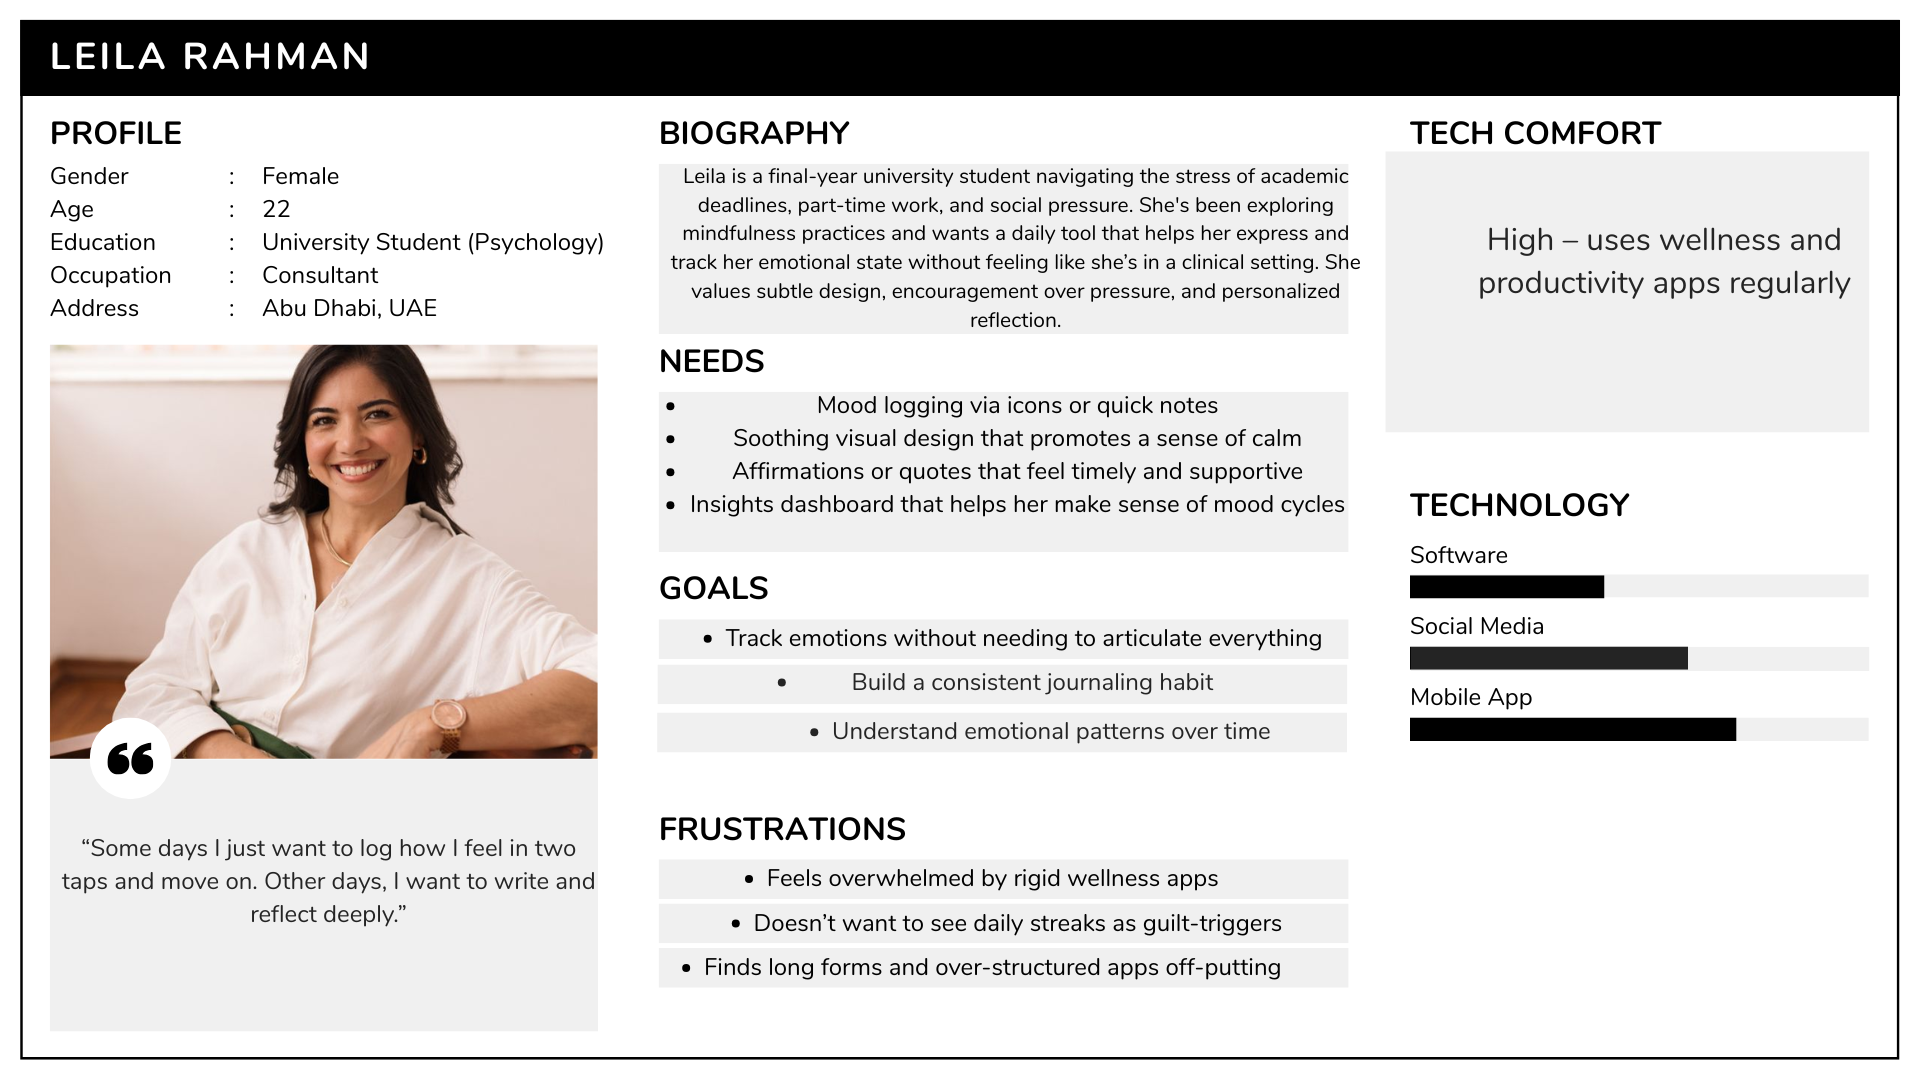 LEILA RAHMAN
PROFILE
Gender : Female
Age : 22
Education : University Student (Psychology)
Occupation : Consultant
Address : Abu Dhabi, UAE
“Some days I just want to log how I feel in two
taps and move on. Other days, I want to write and
reflect deeply.”
BIOGRAPHY
Leila is a final-year university student navigating the stress of academic
deadlines, part-time work, and social pressure. She's been exploring
mindfulness practices and wants a daily tool that helps her express and
track her emotional state without feeling like she’s in a clinical setting. She
values subtle design, encouragement over pressure, and personalized
reflection.
NEEDS
• Mood logging via icons or quick notes
• Soothing visual design that promotes a sense of calm
• Affirmations or quotes that feel timely and supportive
• Insights dashboard that helps her make sense of mood cycles
GOALS
• Track emotions without needing to articulate everything
• Build a consistent journaling habit
• Understand emotional patterns over time
FRUSTRATIONS
• Feels overwhelmed by rigid wellness apps
• Doesn’t want to see daily streaks as guilt-triggers
• Finds long forms and over-structured apps off-putting
TECH COMFORT
High – uses wellness and
productivity apps regularly
TECHNOLOGY
Software
Social Media
Mobile App